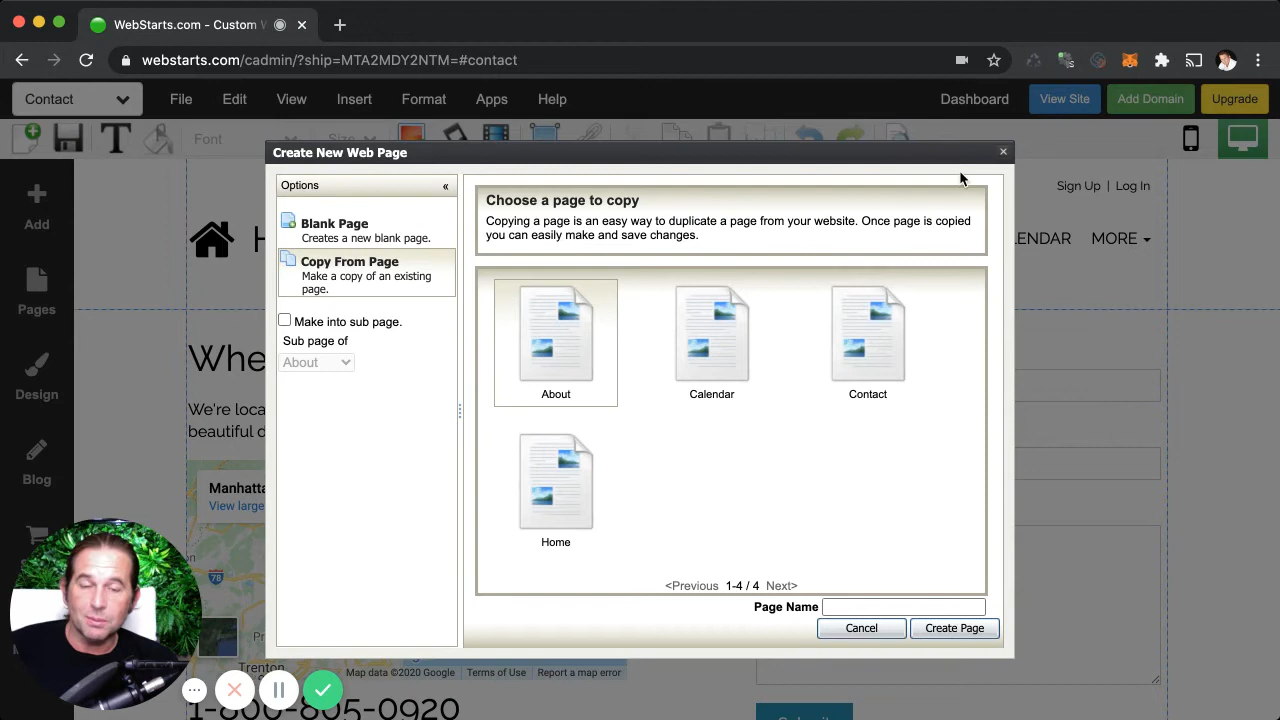 WebStarts.com - Custom W
webstarts.com/cadmin/?ship=MTA2MDY2NTM=#contact
Contact
File
Edit
View
Insert
Format
Apps
Help
Dashboard
View Site
Add Domain
Upgrade
Font
Size
Create New Web Page
Options
«
Blank Page
Creates a new blank page.
Copy From Page
Make a copy of an existing
page.
Make into sub page.
Sub page of
About
Choose a page to copy
Copying a page is an easy way to duplicate a page from your website. Once page is copied
you can easily make and save changes.
About
Calendar
Contact
Home
<Previous 1-4 / 4 Next>
Page Name
Cancel
Create Page
Add
Pages
Design
Blog
Sign Up | Log In
H
ENDAR
MORE
Whe
We're loca
beautiful d
Manhatta
View large
78
Trenton
Map data ©2020 Google
Terms of Use
Report a map error
1-800-805-0920